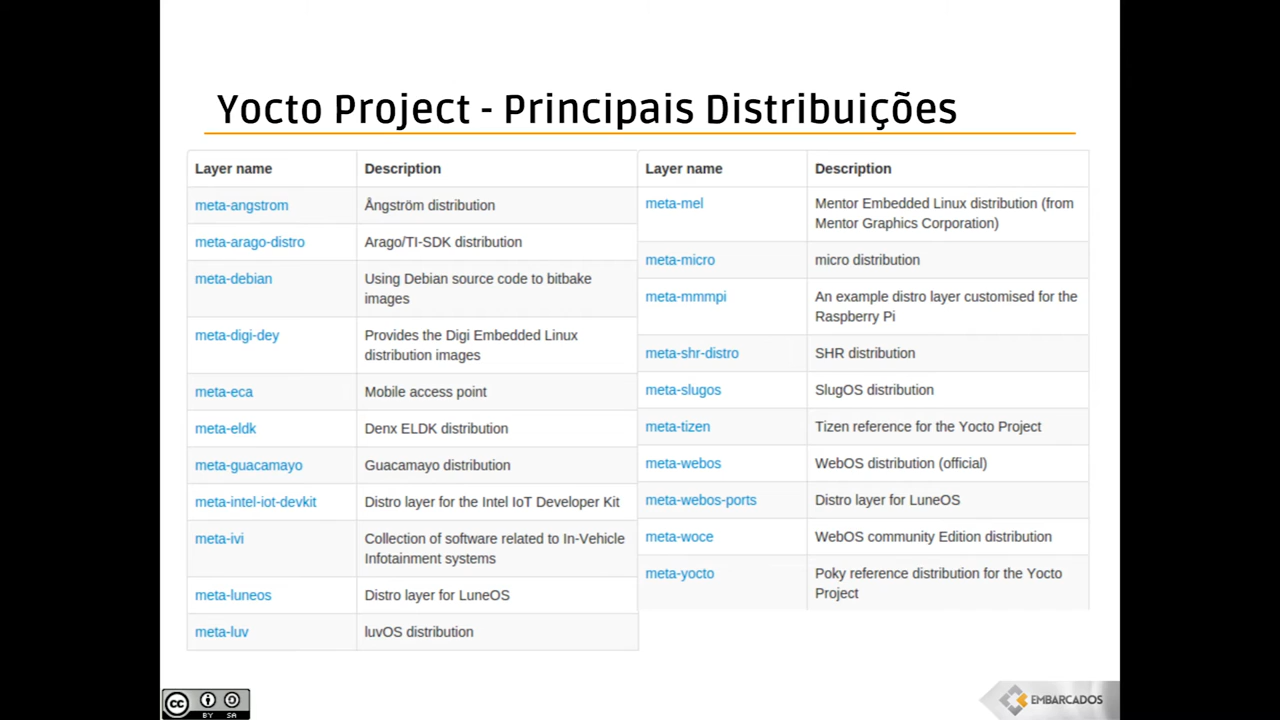 Yocto Project - Principais Distribuições
Layer name Description
meta-angstrom Ångström distribution
meta-arago-distro Arago/TI-SDK distribution
meta-debian Using Debian source code to bitbake
images
meta-digi-dey Provides the Digi Embedded Linux
distribution images
meta-eca Mobile access point
meta-eldk Denx ELDK distribution
meta-guacamayo Guacamayo distribution
meta-intel-iot-devkit Distro layer for the Intel IoT Developer Kit
meta-ivi Collection of software related to In-Vehicle
Infotainment systems
meta-luneos Distro layer for LuneOS
meta-luv luvOS distribution
Layer name Description
meta-mel Mentor Embedded Linux distribution (from
Mentor Graphics Corporation)
meta-micro micro distribution
meta-mmmpi An example distro layer customised for the
Raspberry Pi
meta-shr-distro SHR distribution
meta-slugos SlugOS distribution
meta-tizen Tizen reference for the Yocto Project
meta-webos WebOS distribution (official)
meta-webos-ports Distro layer for LuneOS
meta-woce WebOS community Edition distribution
meta-yocto Poky reference distribution for the Yocto
Project
cc BY SA
EMBARCADOS